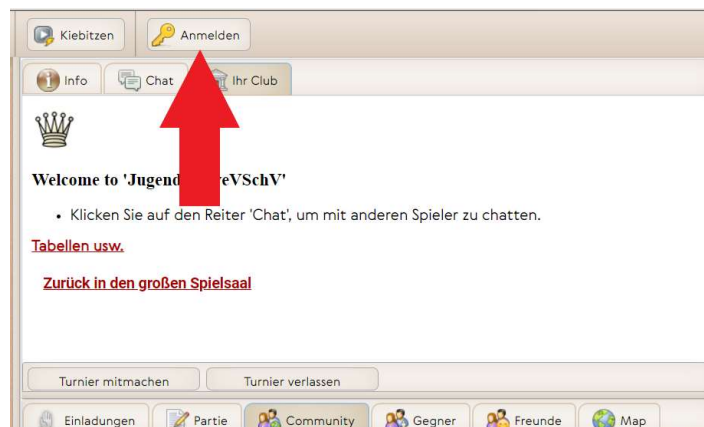 Kiebitzen Anmelden
Info Chat Ihr Club
Welcome to 'Jugend eVSchV'
• Klicken Sie auf den Reiter 'Chat', um mit anderen Spieler zu chatten.
Tabellen usw.
Zurück in den großen Spielsaal
Turnier mitmachen Turnier verlassen
Einladungen Partie Community Gegner Freunde Map